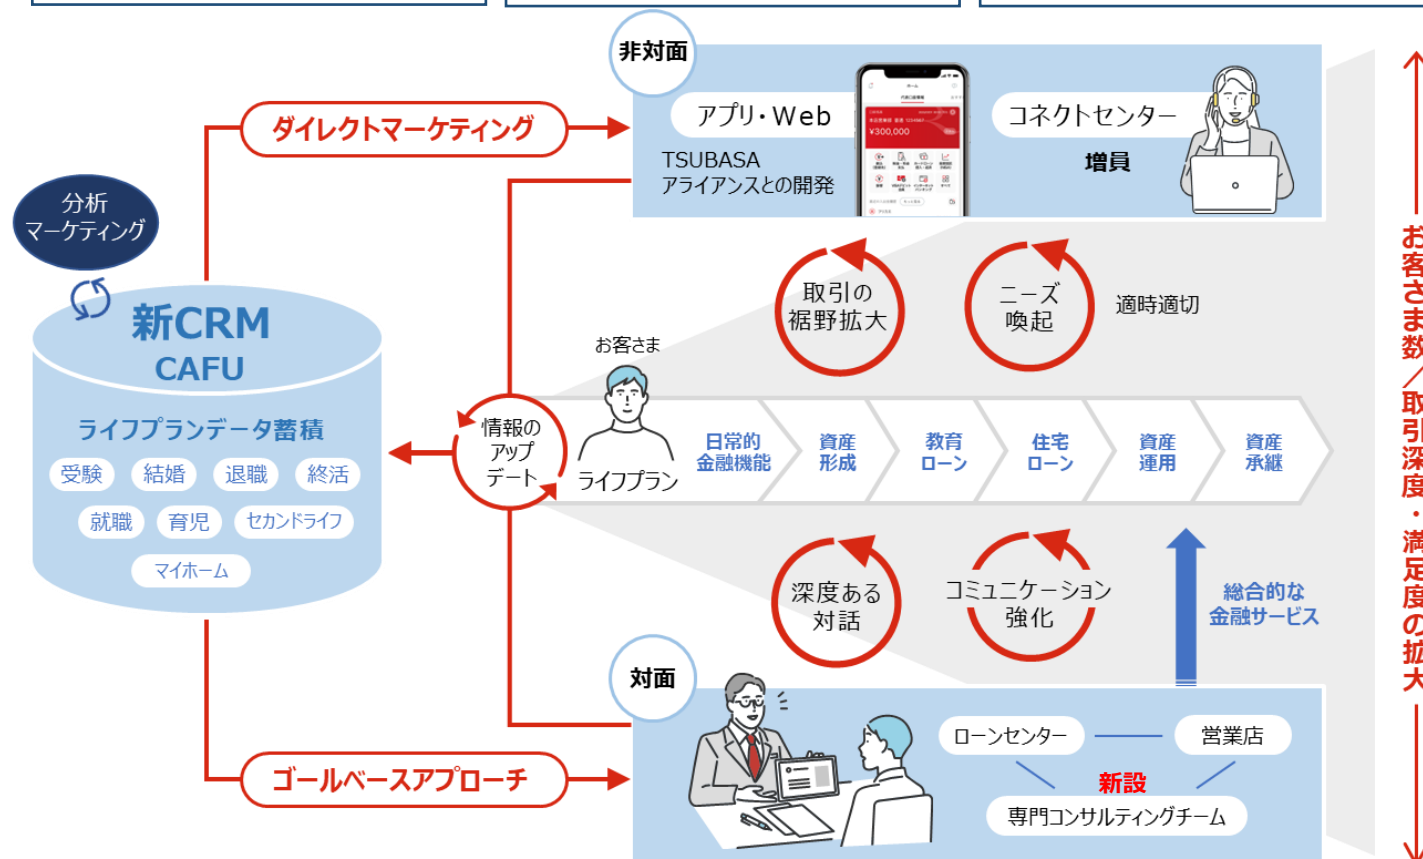 非対面
アプリ・Web
TSUBASA
アライアンスとの開発
ホーム
¥300,000
コネクトセンター
増員
ダイレクトマーケティング
分析
マーケティング
新CRM
CAFU
ライフプランデータ蓄積
受験
結婚
退職
終活
就職
育児
セカンドライフ
マイホーム
情報の
アップ
デート
お客さま
ライフプラン
取引の
裾野拡大
ニーズ
喚起
適時適切
日常的
金融機能
資産
形成
教育
ローン
住宅
ローン
資産
運用
資産
承継
深度ある
対話
コミュニケーション
強化
総合的な
金融サービス
対面
ゴールベースアプローチ
ローンセンター
営業店
新設
専門コンサルティングチーム
お客さま数／取引深度・満足度の拡大